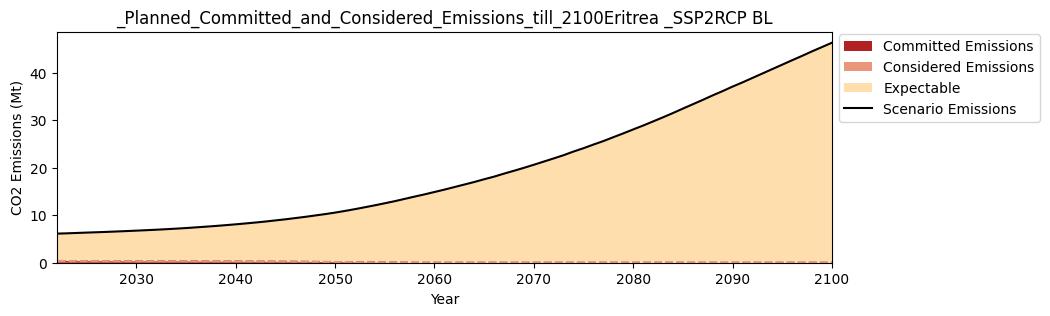 _Planned_Committed_and_Considered_Emissions_till_2100Eritrea _SSP2RCP BL
CO2 Emissions (Mt)
40
30
20
10
0
2030 2040 2050 2060 2070 2080 2090 2100
Year
Committed Emissions
Considered Emissions
Expectable
Scenario Emissions